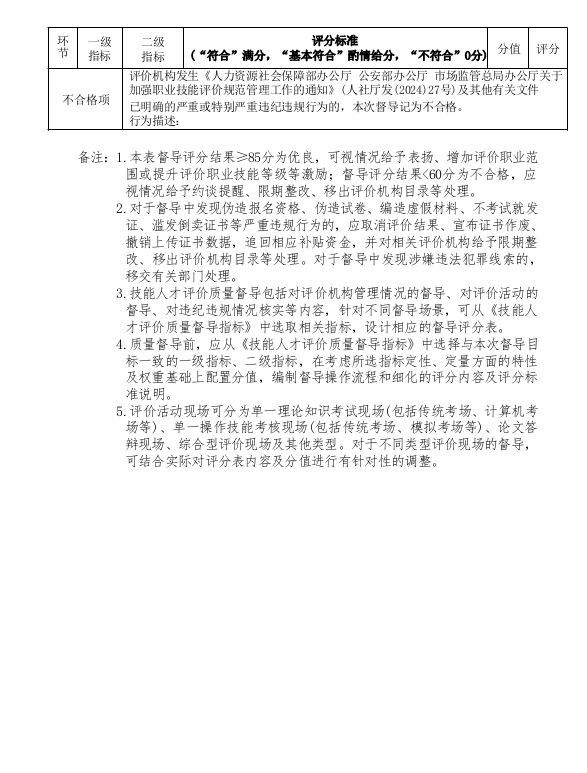 环节 一级指标 二级指标 评分标准 分值 评分
(“符合”满分，“基本符合”酌情给分，“不符合”0分)
不合格项
评价机构发生《人力资源社会保障部办公厅 公安部办公厅 市场监管总局办公厅关于
加强职业技能评价规范管理工作的通知》(人社厅发(2024)27号)及其他有关文件
已明确的严重或特别严重违纪违规行为的，本次督导记为不合格。
行为描述：
备注：1.本表督导评分结果≥85分为优良，可视情况给予表扬、增加评价职业范
围或提升评价职业技能等级等激励；督导评分结果<60分为不合格，应
视情况给予约谈提醒、限期整改、移出评价机构目录等处理。
2.对于督导中发现伪造报名资格、伪造试卷、编造虚假材料、不考试就发
证、滥发倒卖证书等严重违规行为的，应取消评价结果、宣布证书作废、
撤销上传证书数据，追回相应补贴资金，并对相关评价机构给予限期整
改、移出评价机构目录等处理。对于督导中发现涉嫌违法犯罪线索的，
移交有关部门处理。
3.技能人才评价质量督导包括对评价机构管理情况的督导、对评价活动的
督导、对违纪违规情况核实等内容，针对不同督导场景，可从《技能人
才评价质量督导指标》中选取相关指标，设计相应的督导评分表。
4.质量督导前，应从《技能人才评价质量督导指标》中选择与本次督导目
标一致的一级指标、二级指标，在考虑所选指标定性、定量方面的特性
及权重基础上配置分值，编制督导操作流程和细化的评分内容及评分标
准说明。
5.评价活动现场可分为单一理论知识考试现场(包括传统考场、计算机考
场等)、单一操作技能考核现场(包括传统考场、模拟考场等)、论文答
辩现场、综合型评价现场及其他类型。对于不同类型评价现场的督导，
可结合实际对评分表内容及分值进行有针对性的调整。